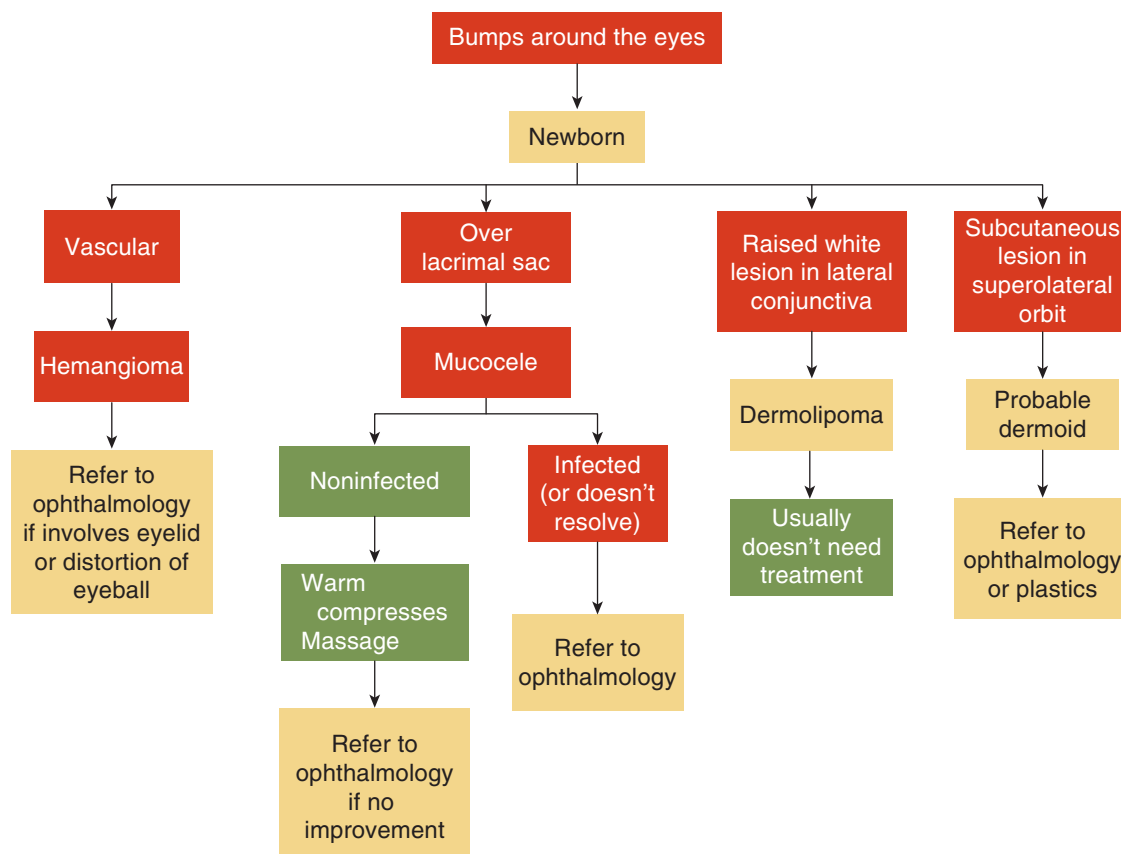 Bumps around the eyes
Newborn
Vascular
Hemangioma
Refer to
ophthalmology
if involves eyelid
or distortion of
eyeball
Over
lacrimal sac
Mucocele
Noninfected
Warm
compresses
Massage
Refer to
ophthalmology
if no
improvement
Infected
(or doesn't
resolve)
Refer to
ophthalmology
Raised white
lesion in lateral
conjunctiva
Dermolipoma
Usually
doesn't need
treatment
Subcutaneous
lesion in
superolateral
orbit
Probable
dermoid
Refer to
ophthalmology
or plastics